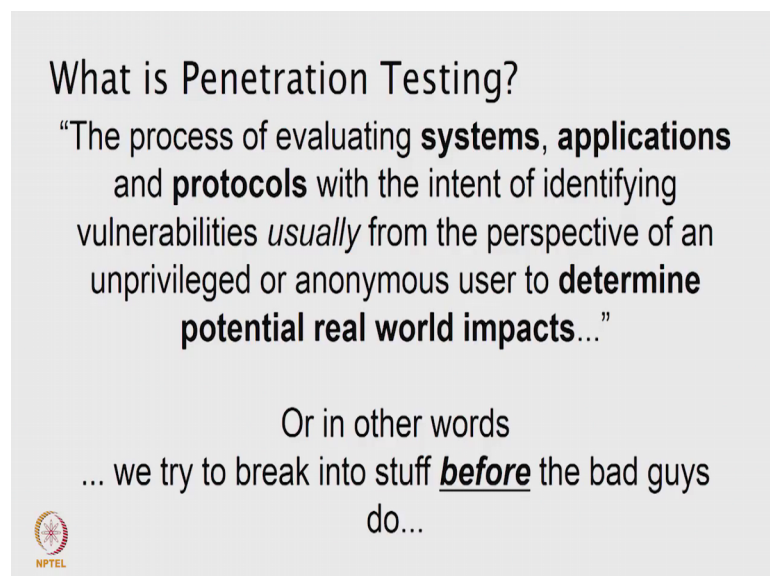 What is Penetration Testing?
“The process of evaluating systems, applications
and protocols with the intent of identifying
vulnerabilities usually from the perspective of an
unprivileged or anonymous user to determine
potential real world impacts...”
Or in other words
... we try to break into stuff before the bad guys
do...
NPTEL